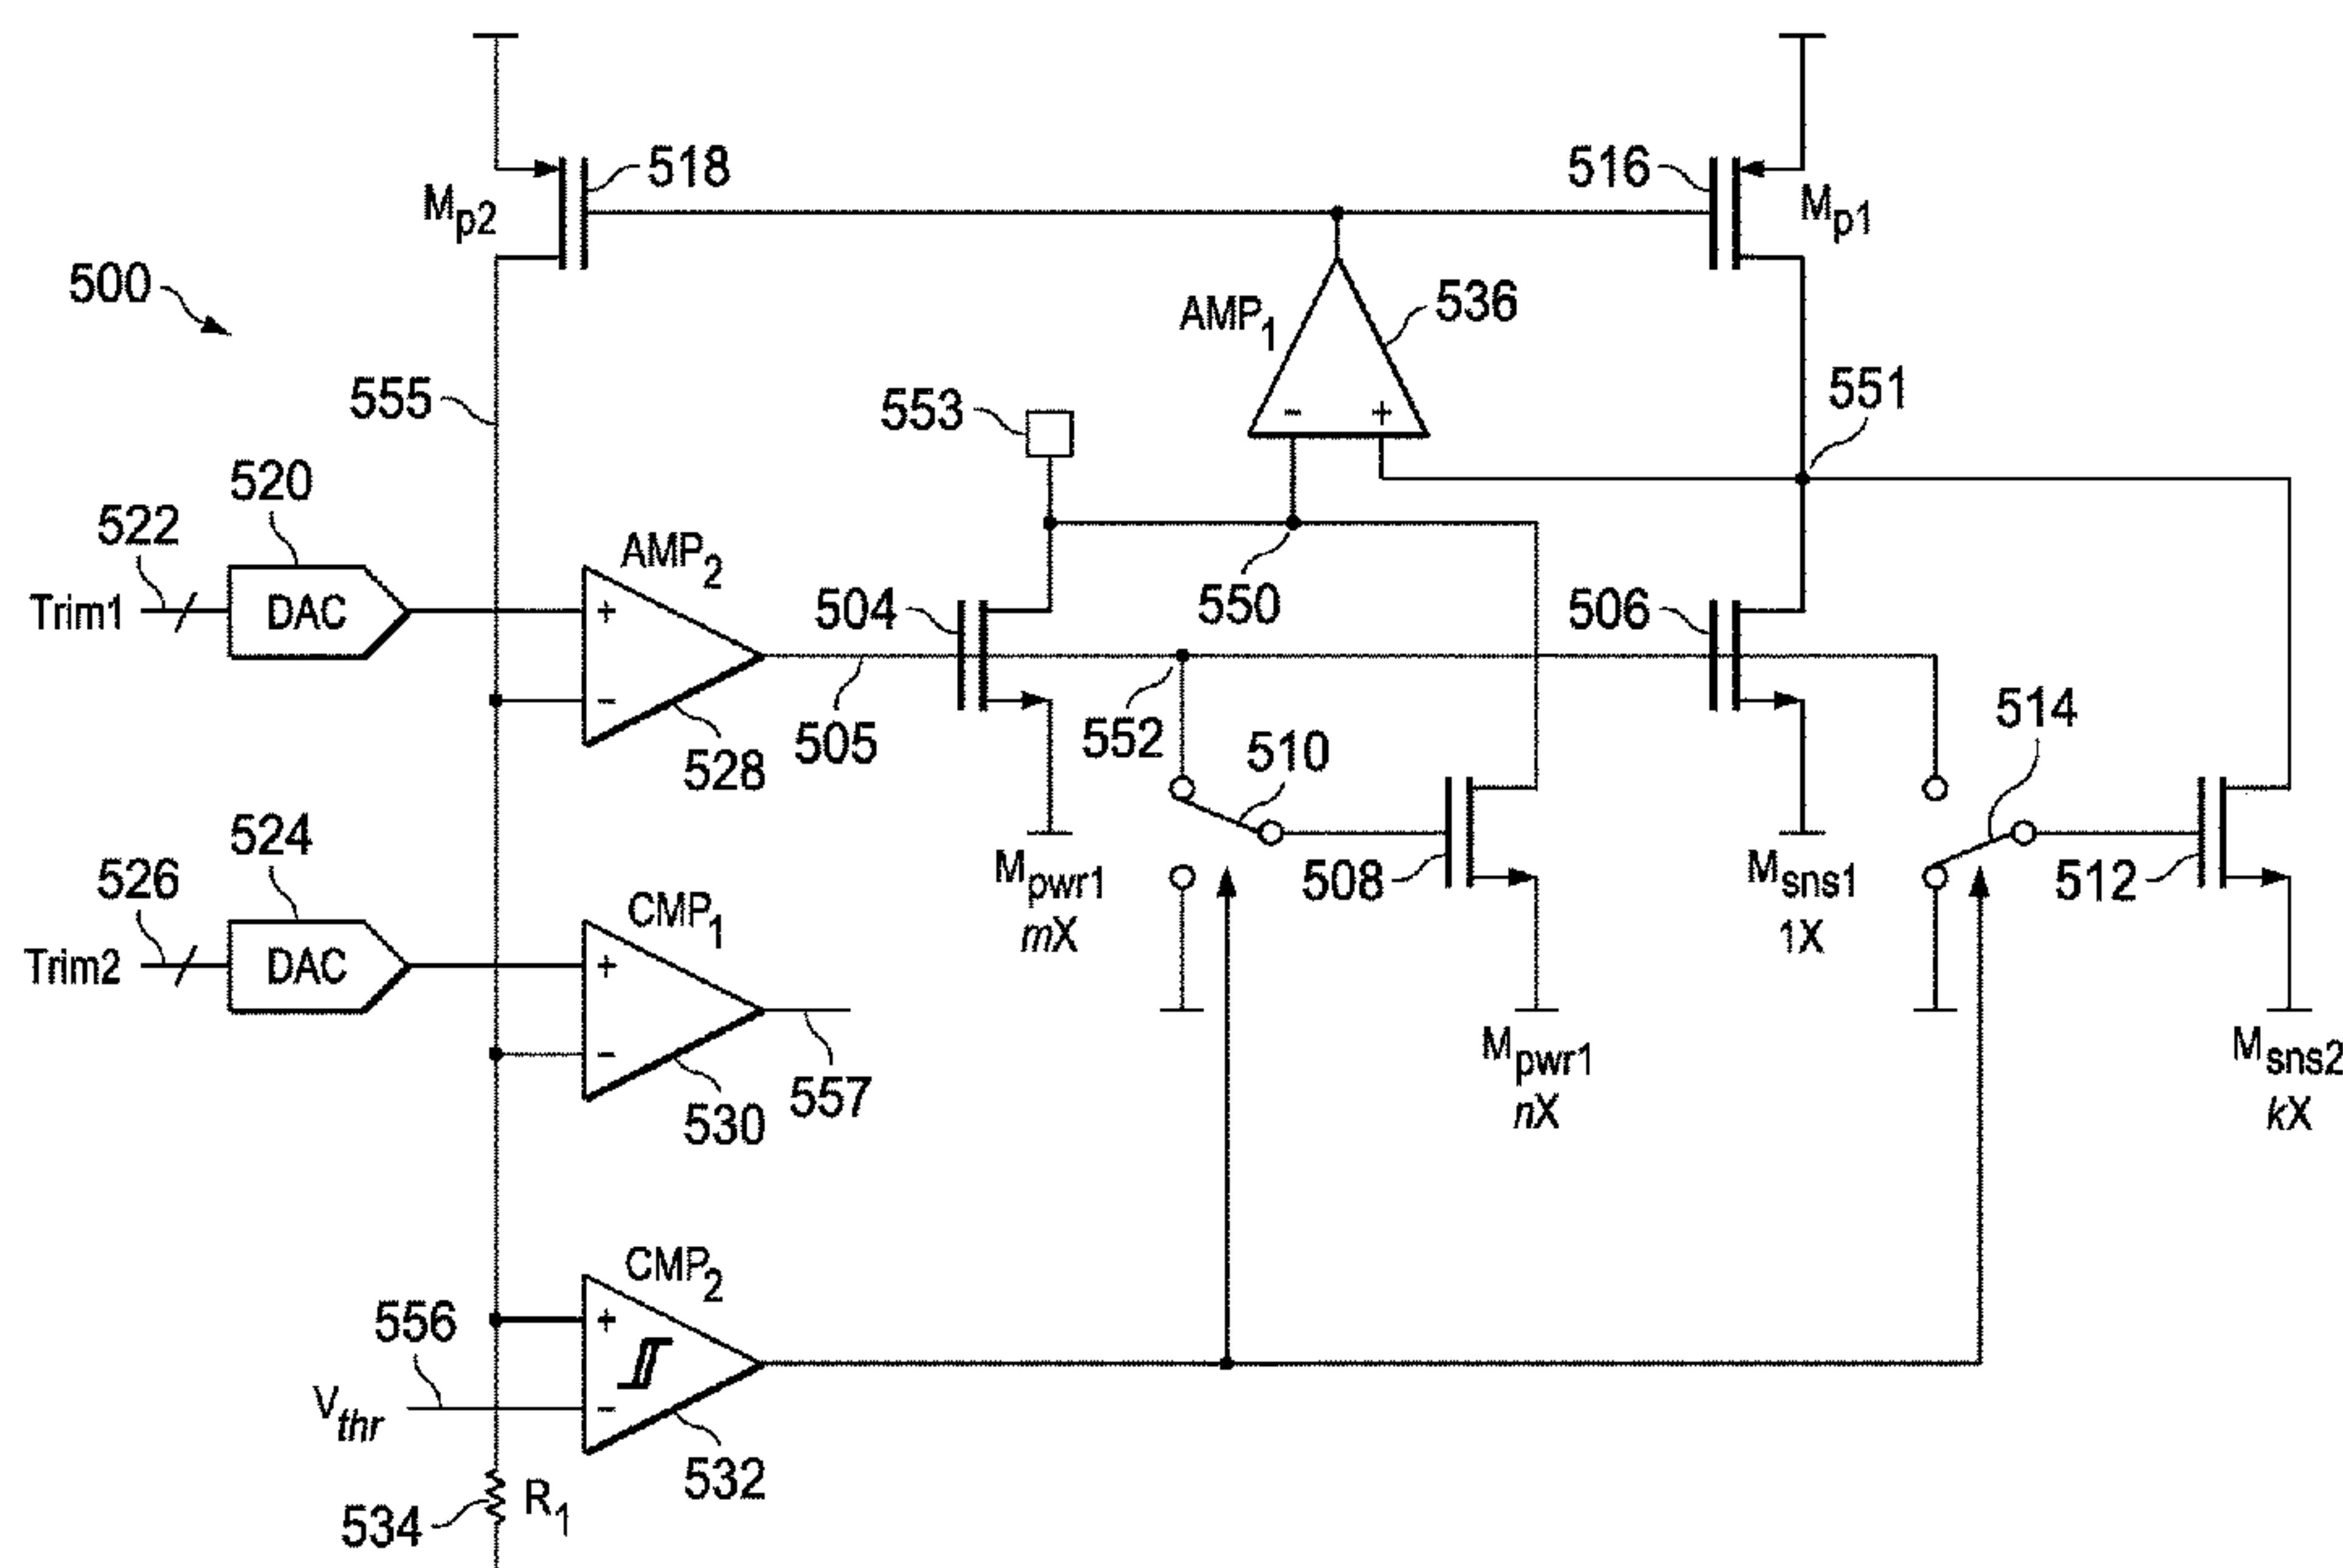 518
516
Mp2
Mp1
500
AMP1
536
555
553
551
520
522
AMP2
504
550
506
Trim1
DAC
+
-
552
514
510
505
528
524
526
Mpwr1
mX
508
Msns1
1X
512
CMP1
Trim2
DAC
+
-
557
530
Mpwr1
nX
Msns2
kX
CMP2
556
+
-
Vthr
532
534
R1
- +